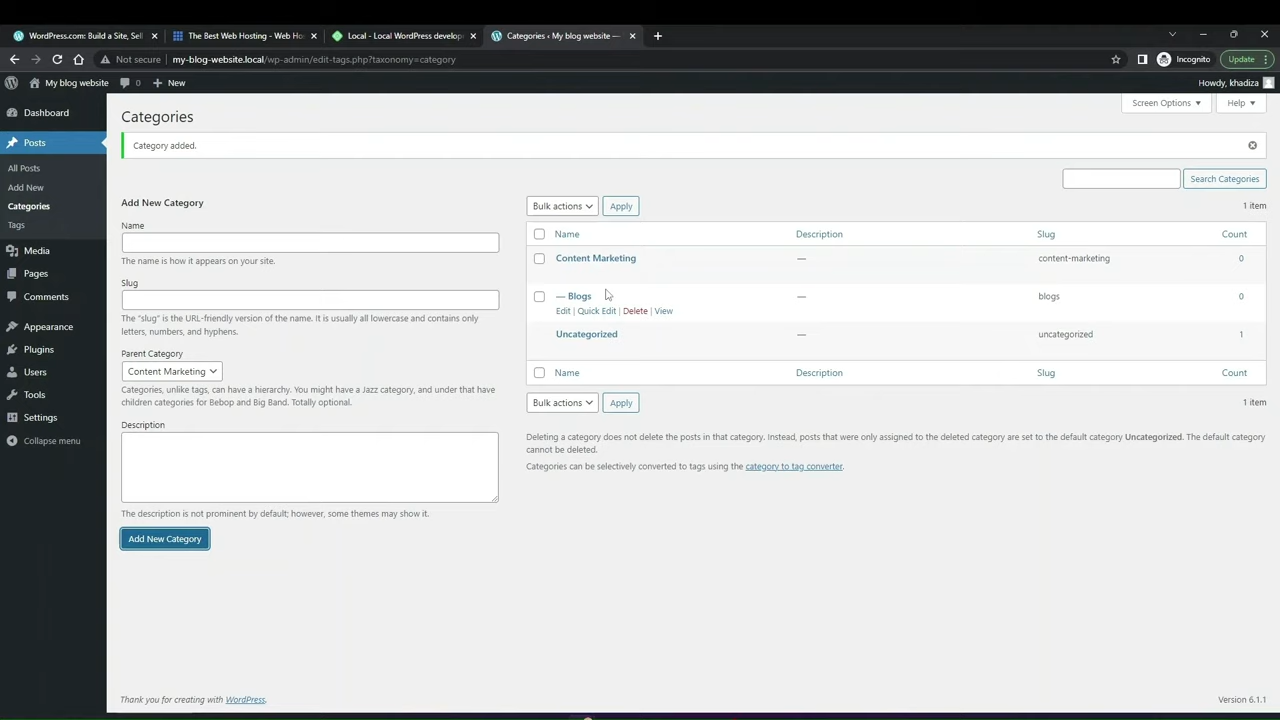 WordPress.com: Build a Site, Sell
The Best Web Hosting - Web Hos
Local - Local WordPress develop
Categories ‹ My blog website —
Not secure
my-blog-website.local/wp-admin/edit-tags.php?taxonomy=category
Incognito
Update
My blog website
0
New
Howdy, khadiza
Dashboard
Posts
All Posts
Add New
Categories
Tags
Media
Pages
Comments
Appearance
Plugins
Users
Tools
Settings
Collapse menu
Screen Options
Help
Categories
Category added.
Search Categories
Add New Category
Name
The name is how it appears on your site.
Slug
The “slug” is the URL-friendly version of the name. It is usually all lowercase and contains only
letters, numbers, and hyphens.
Parent Category
Content Marketing
Categories, unlike tags, can have a hierarchy. You might have a Jazz category, and under that have
children categories for Bebop and Big Band. Totally optional.
Description
The description is not prominent by default; however, some themes may show it.
Add New Category
Bulk actions
Apply
1 item
Name Description Slug Count
Content Marketing — content-marketing 0
— Blogs — blogs 0
Edit | Quick Edit | Delete | View
Uncategorized — uncategorized 1
Name Description Slug Count
Bulk actions
Apply
1 item
Deleting a category does not delete the posts in that category. Instead, posts that were only assigned to the deleted category are set to the default category Uncategorized. The default category
cannot be deleted.
Categories can be selectively converted to tags using the category to tag converter.
Thank you for creating with WordPress.
Version 6.1.1